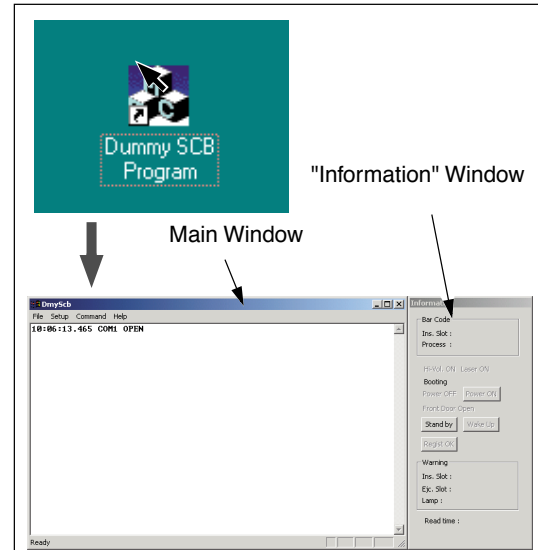 M
C
Dummy SCB
Program
"Information" Window
Main Window
DmyScb
File Setup Command Help
10:06:13.465 COM1 OPEN
Ready
Information
Bar Code
Ins. Slot :
Process :
Hi-Vol. ON Laser ON
Booting
Power OFF Power ON
Front Door Open
Stand by Wake Up
Regist OK
Warning
Ins. Slot :
Ejc. Slot :
Lamp :
Read time :